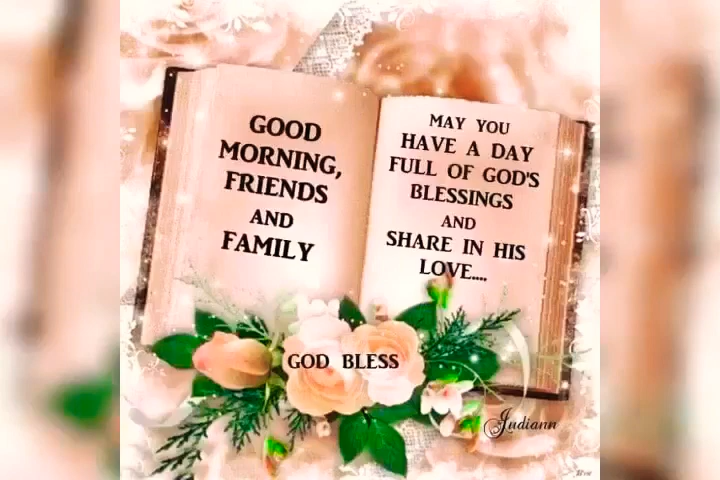 GOOD
MORNING,
FRIENDS
AND
FAMILY
MAY YOU
HAVE A DAY
FULL OF GOD'S
BLESSINGS
AND
SHARE IN HIS
LOVE....
GOD BLESS
Judiann